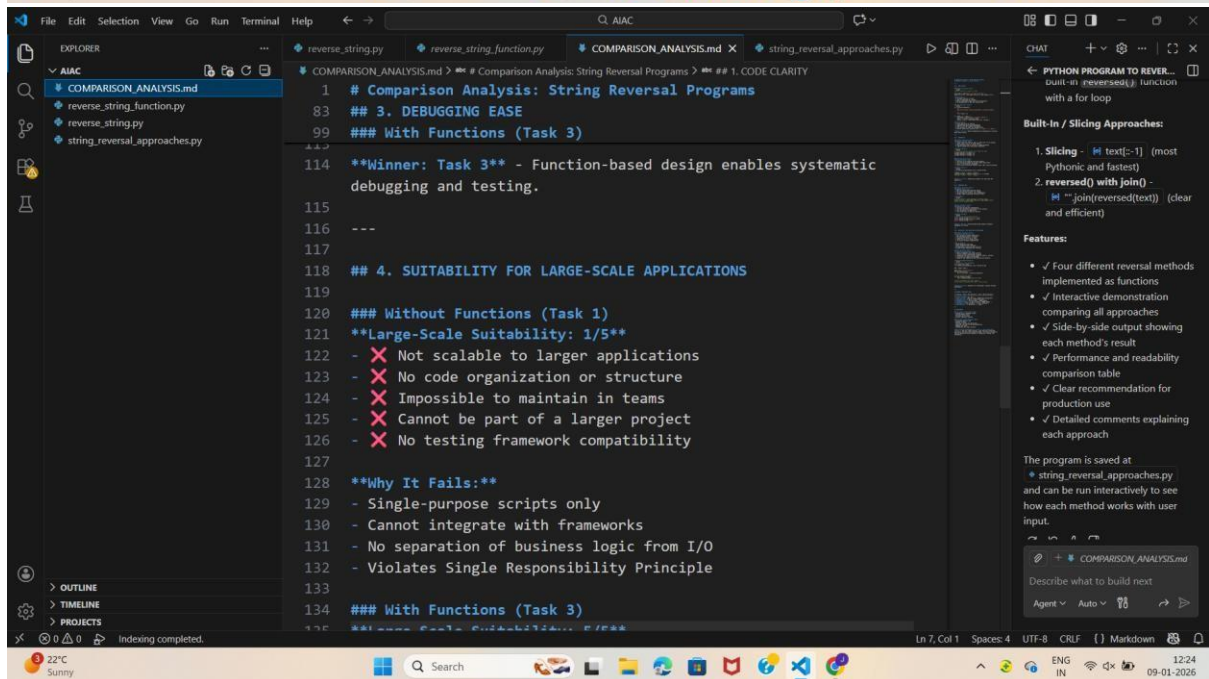 File Edit Selection View Go Run Terminal Help
AIAC
EXPLORER
AIAC
COMPARISON_ANALYSIS.md
reverse_string_function.py
reverse_string.py
string_reversal_approaches.py
OUTLINE
TIMELINE
PROJECTS
reverse_string.py reverse_string_function.py COMPARISON_ANALYSIS.md string_reversal_approaches.py
COMPARISON_ANALYSIS.md > # Comparison Analysis: String Reversal Programs > ## 1. CODE CLARITY
1 # Comparison Analysis: String Reversal Programs
83 ## 3. DEBUGGING EASE
99 ### With Functions (Task 3)
113
114 **Winner: Task 3** - Function-based design enables systematic
debugging and testing.
115
116 ---
117
118 ## 4. SUITABILITY FOR LARGE-SCALE APPLICATIONS
119
120 ### Without Functions (Task 1)
121 **Large-Scale Suitability: 1/5**
122 - ❌ Not scalable to larger applications
123 - ❌ No code organization or structure
124 - ❌ Impossible to maintain in teams
125 - ❌ Cannot be part of a larger project
126 - ❌ No testing framework compatibility
127
128 **Why It Fails:**
129 - Single-purpose scripts only
130 - Cannot integrate with frameworks
131 - No separation of business logic from I/O
132 - Violates Single Responsibility Principle
133
134 ### With Functions (Task 3)
135 **Large-Scale Suitability: 5/5**
CHAT
PYTHON PROGRAM TO REVER...
built-in reversed() function
with a for loop
Built-In / Slicing Approaches:
1. Slicing - text[::-1] (most
Pythonic and fastest)
2. reversed() with join() -
"".join(reversed(text)) (clear
and efficient)
Features:
• ✓ Four different reversal methods
implemented as functions
• ✓ Interactive demonstration
comparing all approaches
• ✓ Side-by-side output showing
each method's result
• ✓ Performance and readability
comparison table
• ✓ Clear recommendation for
production use
• ✓ Detailed comments explaining
each approach
The program is saved at
string_reversal_approaches.py
and can be run interactively to see
how each method works with user
input.
+ COMPARISON_ANALYSIS.md
Describe what to build next
Agent Auto
0 0 Indexing completed.
Ln 7, Col 1 Spaces: 4 UTF-8 CRLF {} Markdown
3
22°C
Sunny
Search
ENG
IN
12:24
09-01-2026